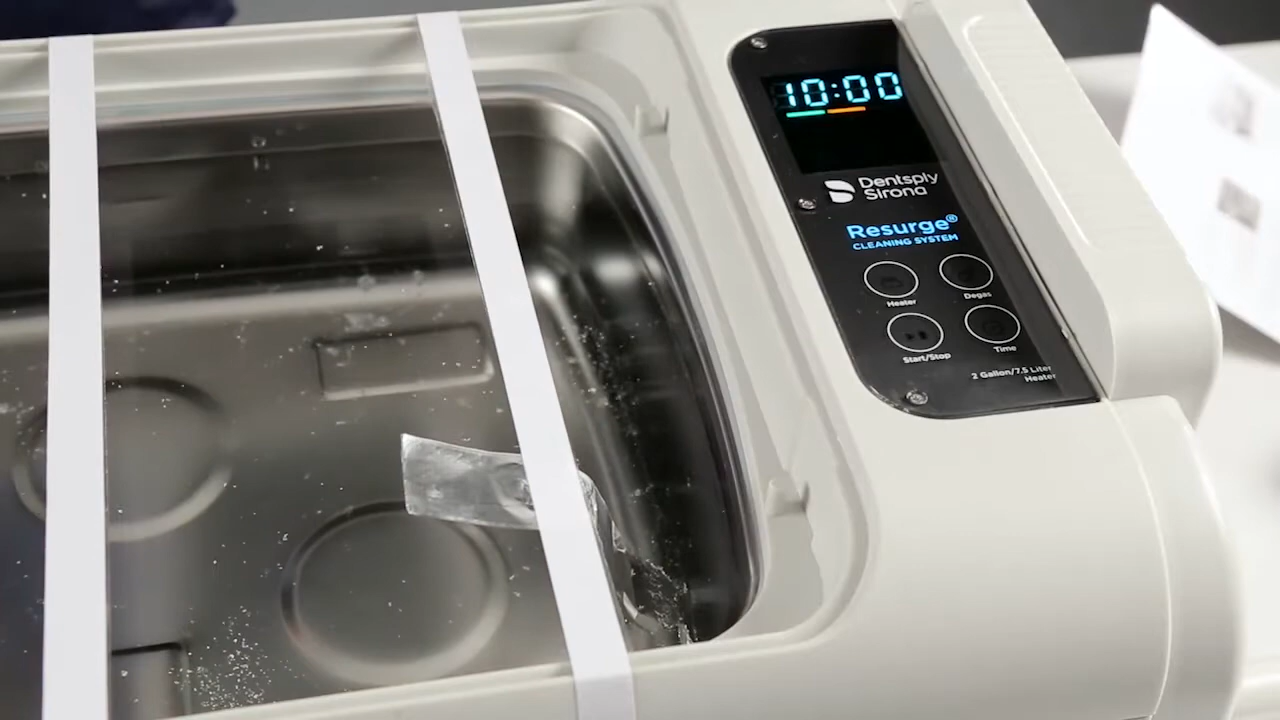 10:00
Dentsply
Sirona
Resurge®
CLEANING SYSTEM
Heater
Degas
Start/Stop
Time
2 Gallon/7.5 Liter
Heater